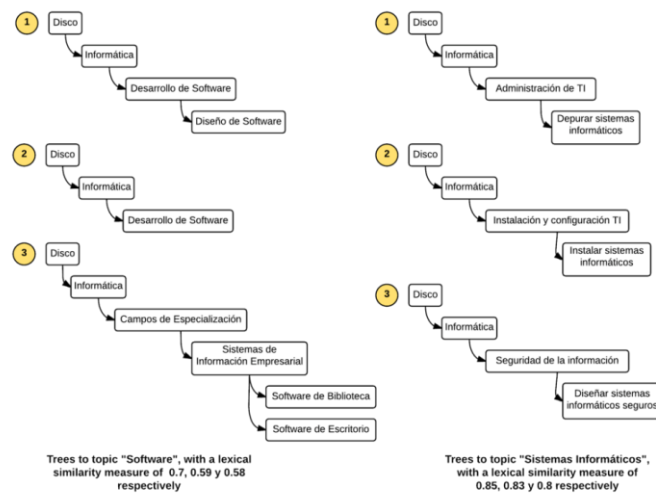 1
Disco
Informática
Desarrollo de Software
Diseño de Software
2
Disco
Informática
Desarrollo de Software
3
Disco
Informática
Campos de Especialización
Sistemas de
Información Empresarial
Software de Biblioteca
Software de Escritorio
Trees to topic "Software", with a lexical
similarity measure of 0.7, 0.59 y 0.58
respectively
1
Disco
Informática
Administración de TI
Depurar sistemas
informáticos
2
Disco
Informática
Instalación y configuración TI
Instalar sistemas
informáticos
3
Disco
Informática
Seguridad de la información
Diseñar sistemas
informáticos seguros
Trees to topic "Sistemas Informáticos",
with a lexical similarity measure of
0.85, 0.83 y 0.8 respectively